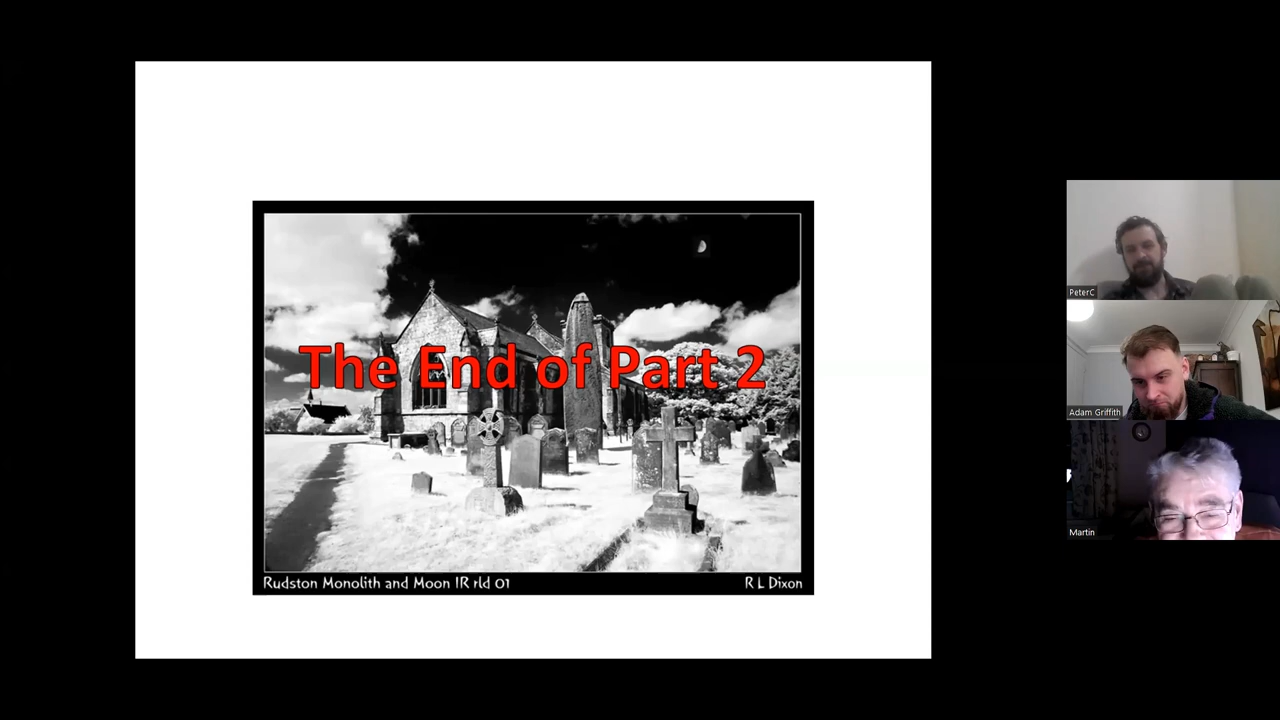 The End of Part 2
Rudston Monolith and Moon IR rld 01
R L Dixon
PeterC
Adam Griffith
Martin